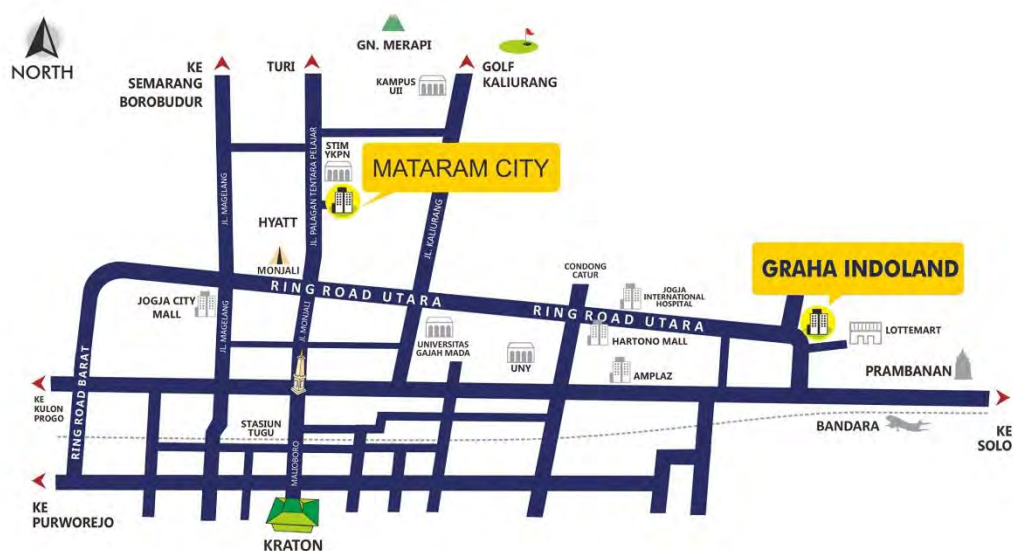 NORTH
KE
SEMARANG
BOROBUDUR
TURI
GN. MERAPI
KAMPUS
UII
GOLF
KALIURANG
STIM
YKPN
MATARAM CITY
JL. MAGELANG
JL. PALAGAN TENTARA PELAJAR
JL. KALIURANG
HYATT
MONJALI
RING ROAD UTARA
CONDONG
CATUR
JOGJA
INTERNATIONAL
HOSPITAL
GRAHA INDOLAND
JOGJA CITY
MALL
JL. MAGELANG
JL. MONJALI
RING ROAD UTARA
UNIVERSITAS
GAJAH MADA
UNY
HARTONO MALL
AMPLAZ
LOTTEMART
PRAMBANAN
RING ROAD BARAT
KE
KULON
PROGO
STASIUN
TUGU
BANDARA
KE
SOLO
MALIOBORO
KE
PURWOREJO
KRATON